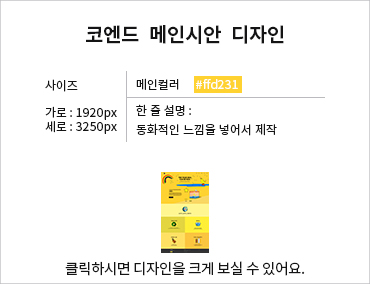 코엔드 메인시안 디자인
사이즈
메인컬러 #ffd231
가로 : 1920px
세로 : 3250px
한 줄 설명 :
동화적인 느낌을 넣어서 제작
클릭하시면 디자인을 크게 보실 수 있어요.